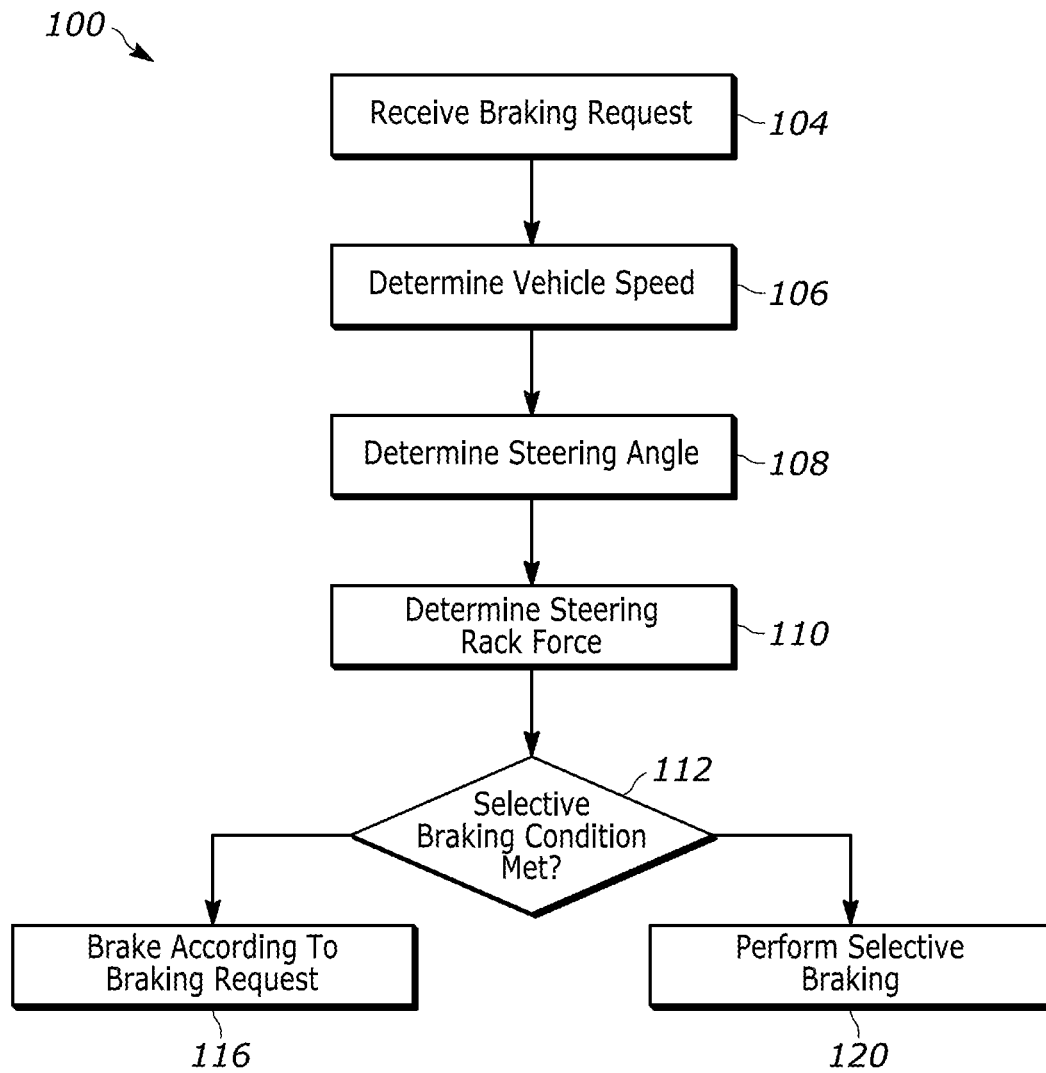 100
Receive Braking Request
104
Determine Vehicle Speed
106
Determine Steering Angle
108
Determine Steering
Rack Force
110
112
Selective
Braking Condition
Met?
Brake According To
Braking Request
116
Perform Selective
Braking
120